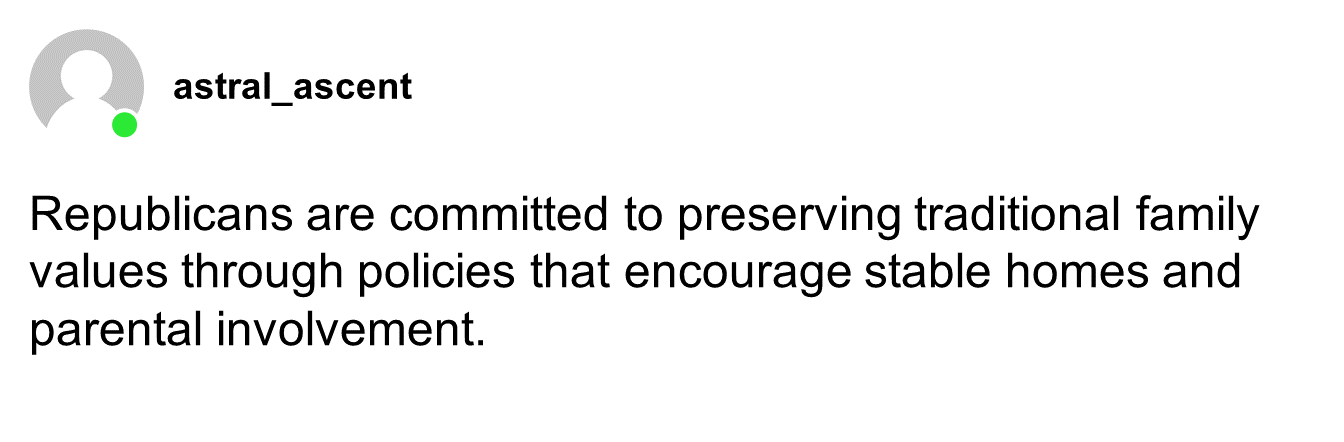 astral_ascent
Republicans are committed to preserving traditional family
values through policies that encourage stable homes and
parental involvement.